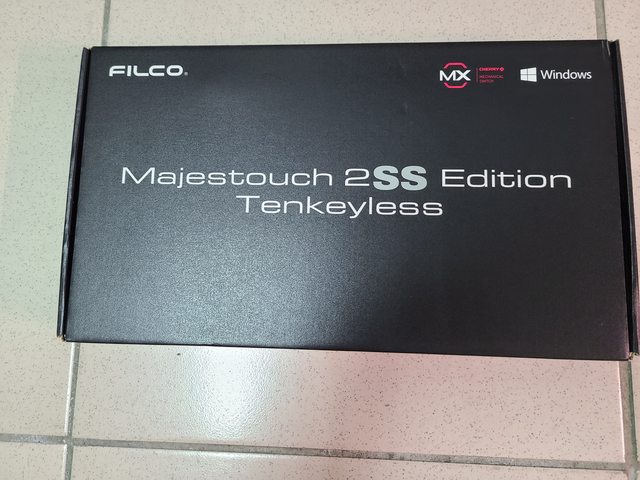 FILCO®
MX
CHERRY
MECHANICAL
SWITCH
Windows
Majestouch 2SS Edition
Tenkeyless